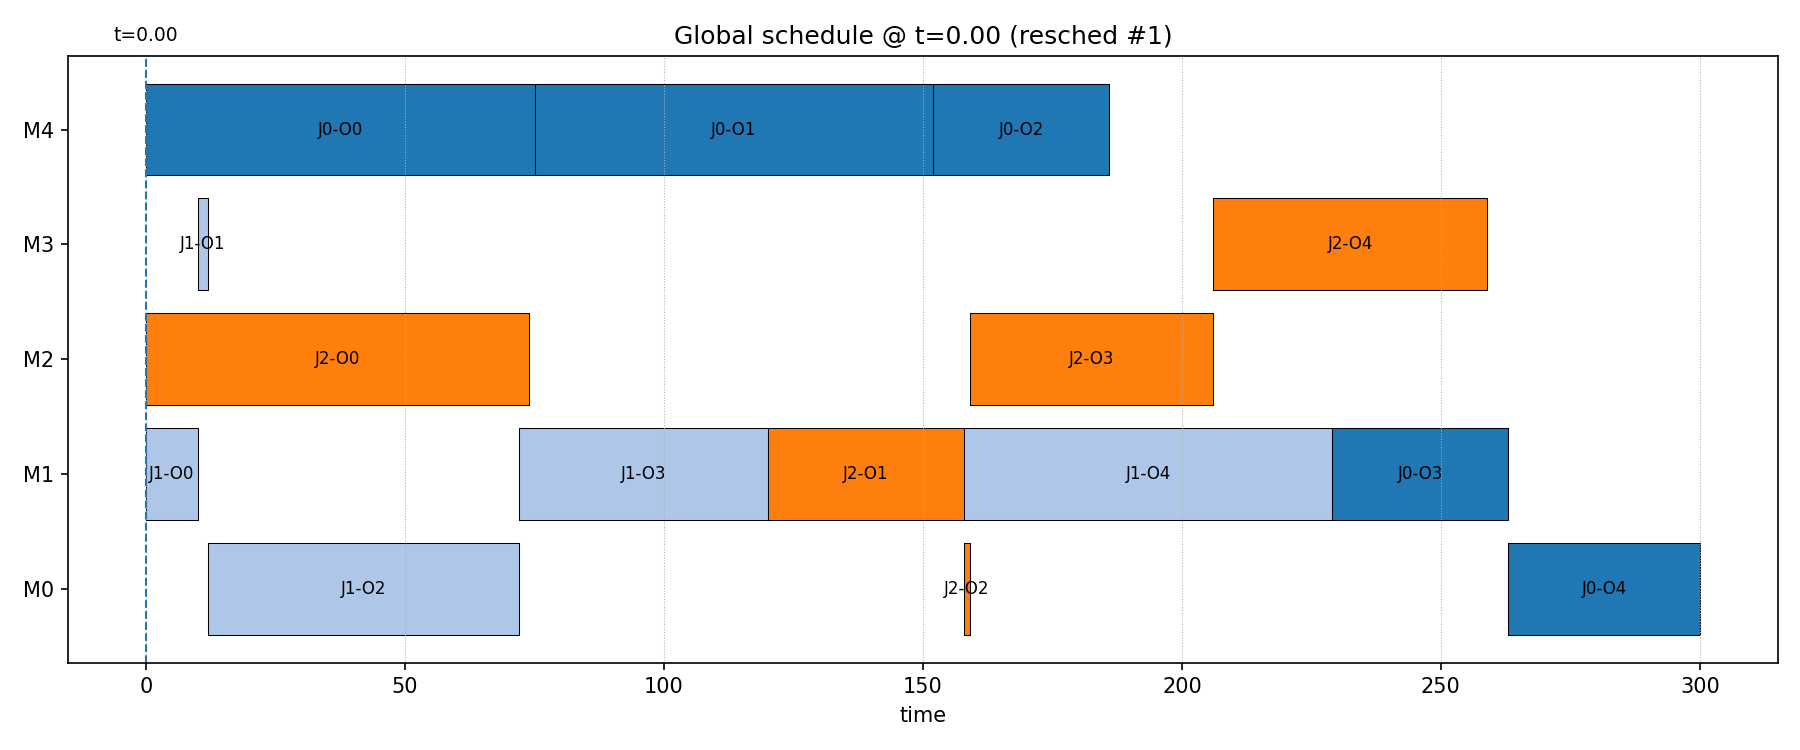 t=0.00
Global schedule @ t=0.00 (resched #1)
M4
J0-O0
J0-O1
J0-O2
M3
J1-O1
J2-O4
M2
J2-O0
J2-O3
M1
J1-O0
J1-O3
J2-O1
J1-O4
J0-O3
M0
J1-O2
J2-O2
J0-O4
0
50
100
150
200
250
300
time